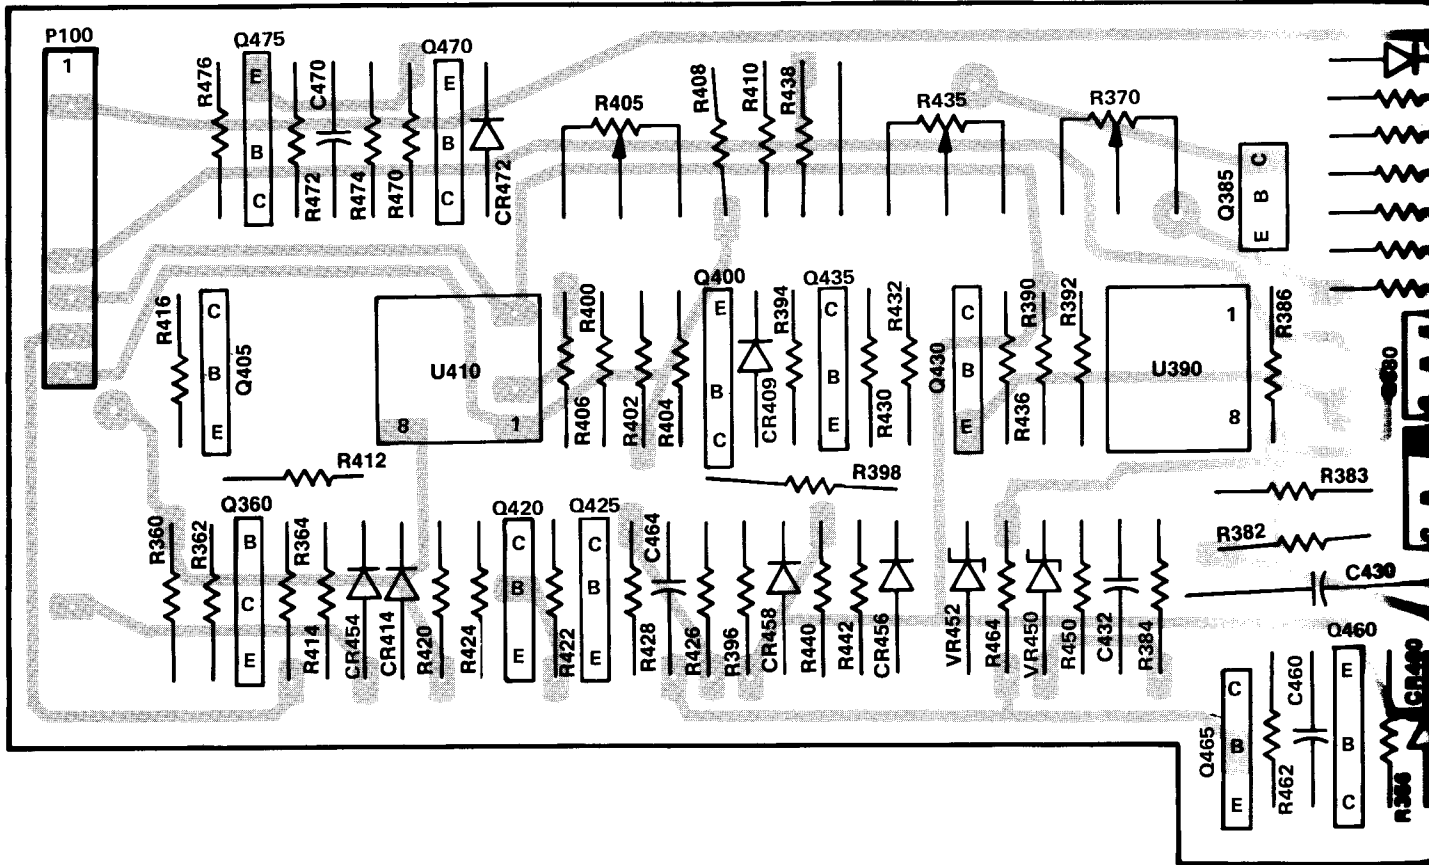 P100
1
R476
Q475
E
B
C
R472
C470
R474
R470
Q470
E
B
C
CR472
R405
R408
R410
R438
R435
R370
Q385
C
B
E
R416
C
B
E
Q405
U410
8
1
R400
R406
R402
R404
Q400
E
B
C
CR409
R394
Q435
C
B
E
R432
R430
Q430
C
B
E
R390
R436
R392
U390
1
8
R386
R412
R398
R383
R382
C430
R360
R362
Q360
B
C
E
R364
R414
CR454
CR414
R420
R424
Q420
C
B
E
R422
Q425
C
B
E
R428
C464
R426
R396
CR458
R440
R442
CR456
VR452
R464
VR450
R450
C432
R384
Q465
C
B
E
R462
C460
Q460
E
B
C